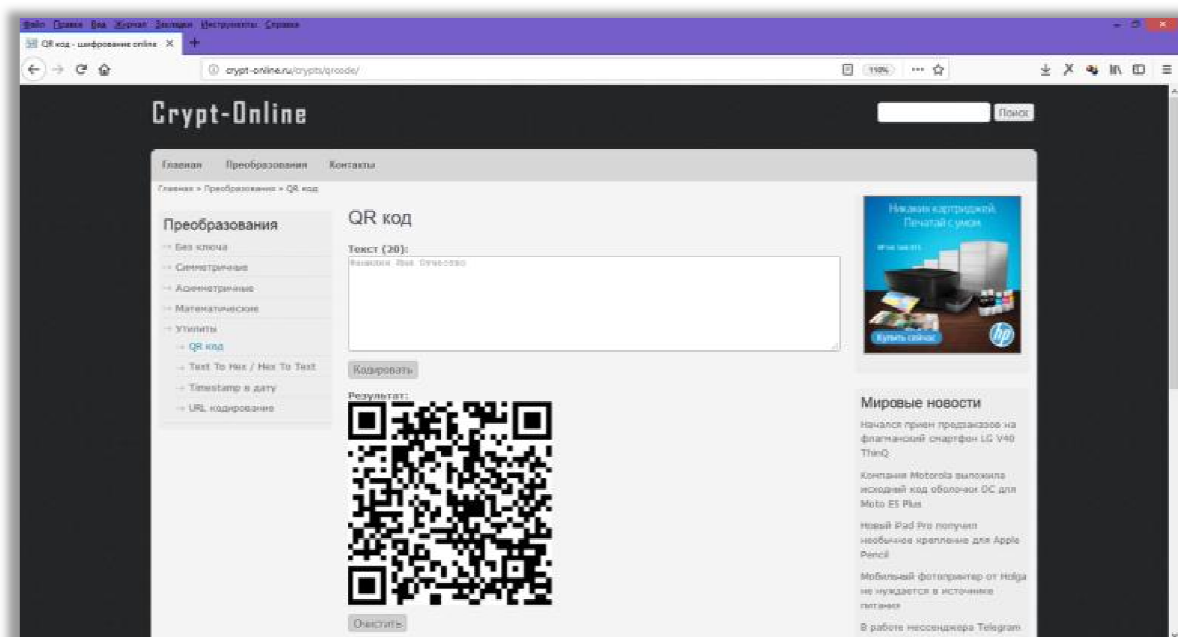 Файл Правка Вид Журнал Закладки Инструменты Справка
QR код - шифрование online
crypt-online.ru/crypts/qrcode/
110%
Crypt-Online
Поиск
Главная Преобразования Контакты
Главная » Преобразования » QR код
Преобразования
Без ключа
Симметричные
Асимметричные
Математические
Утилиты
QR код
Text To Hex / Hex To Text
Timestamp в дату
URL кодирование
QR код
Текст (20):
Фамилия Имя Отчество
Кодировать
Результат:
Очистить
Никаких картриджей.
Печатай с умом
Купить сейчас
hp
Мировые новости
Начался прием предзаказов на
флагманский смартфон LG V40
ThinQ
Компания Motorola выложила
исходный код оболочки ОС для
Moto E5 Plus
Новый iPad Pro получил
необычное крепление для Apple
Pencil
Мобильный фотопринтер от Holga
не нуждается в источнике
питания
В работе мессенджера Telegram